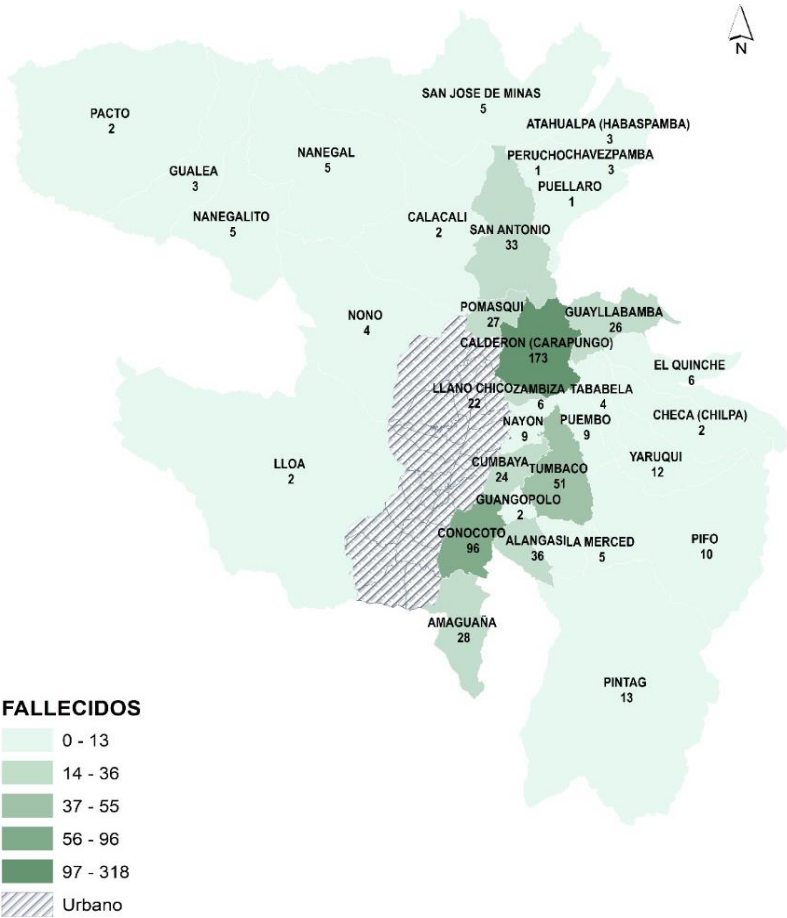 N
SAN JOSE DE MINAS
5
PACTO
2
ATAHUALPA (HABASPAMBA)
3
NANEGAL
5
PERUCHO
1
CHAVEZPAMBA
3
GUALEA
3
PUELLARO
1
NANEGALITO
5
CALACALI
2
SAN ANTONIO
33
POMASQUI
27
GUAYLLABAMBA
26
NONO
4
CALDERON (CARAPUNGO)
173
EL QUINCHE
6
LLANO CHICO
22
ZAMBIZA
6
TABABELA
4
CHECA (CHILPA)
2
NAYON
9
PUEMBO
9
YARUQUI
12
LLOA
2
CUMBAYA
24
TUMBACO
51
GUANGOPOLO
2
CONOCOTO
96
ALANGASI
36
LA MERCED
5
PIFO
10
AMAGUAÑA
28
PINTAG
13
FALLECIDOS
0 - 13
14 - 36
37 - 55
56 - 96
97 - 318
Urbano